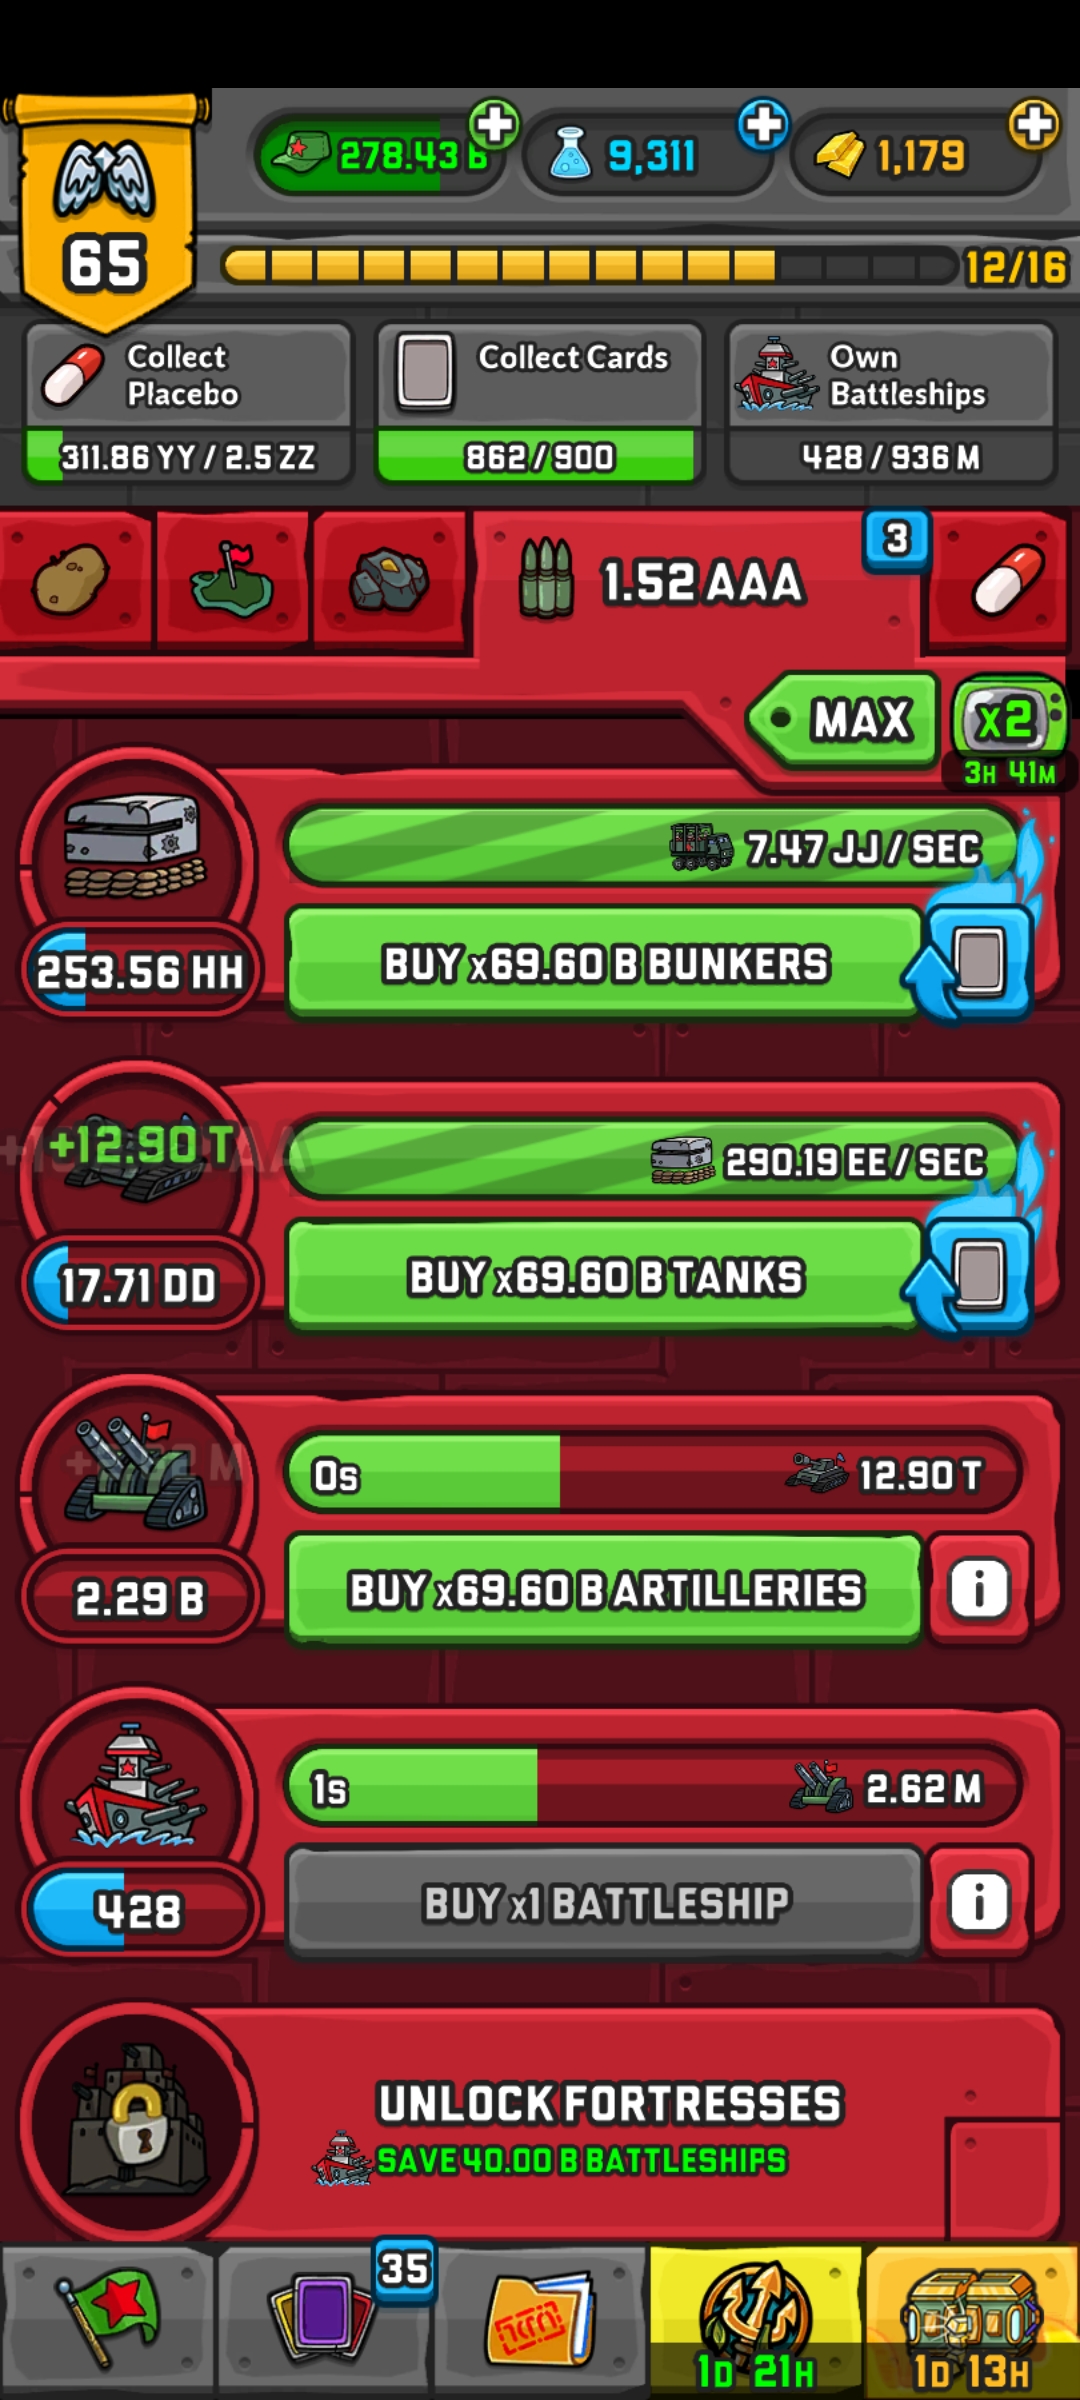 278.43 B
9,311
1,179
65
12/16
Collect
Placebo
Collect Cards
Own
Battleships
311.86 YY / 2.5 ZZ
862/900
428 / 936 M
1.52 AAA
3
MAX
x2
3H 41M
7.47 JJ / SEC
253.56 HH
BUY x69.60 B BUNKERS
+12.90 T
290.19 EE / SEC
17.71 DD
BUY x69.60 B TANKS
0s
12.90 T
2.29 B
BUY x69.60 B ARTILLERIES
i
1s
2.62 M
428
BUY x1 BATTLESHIP
i
UNLOCK FORTRESSES
SAVE 40.00 B BATTLESHIPS
35
1D 21H
1D 13H